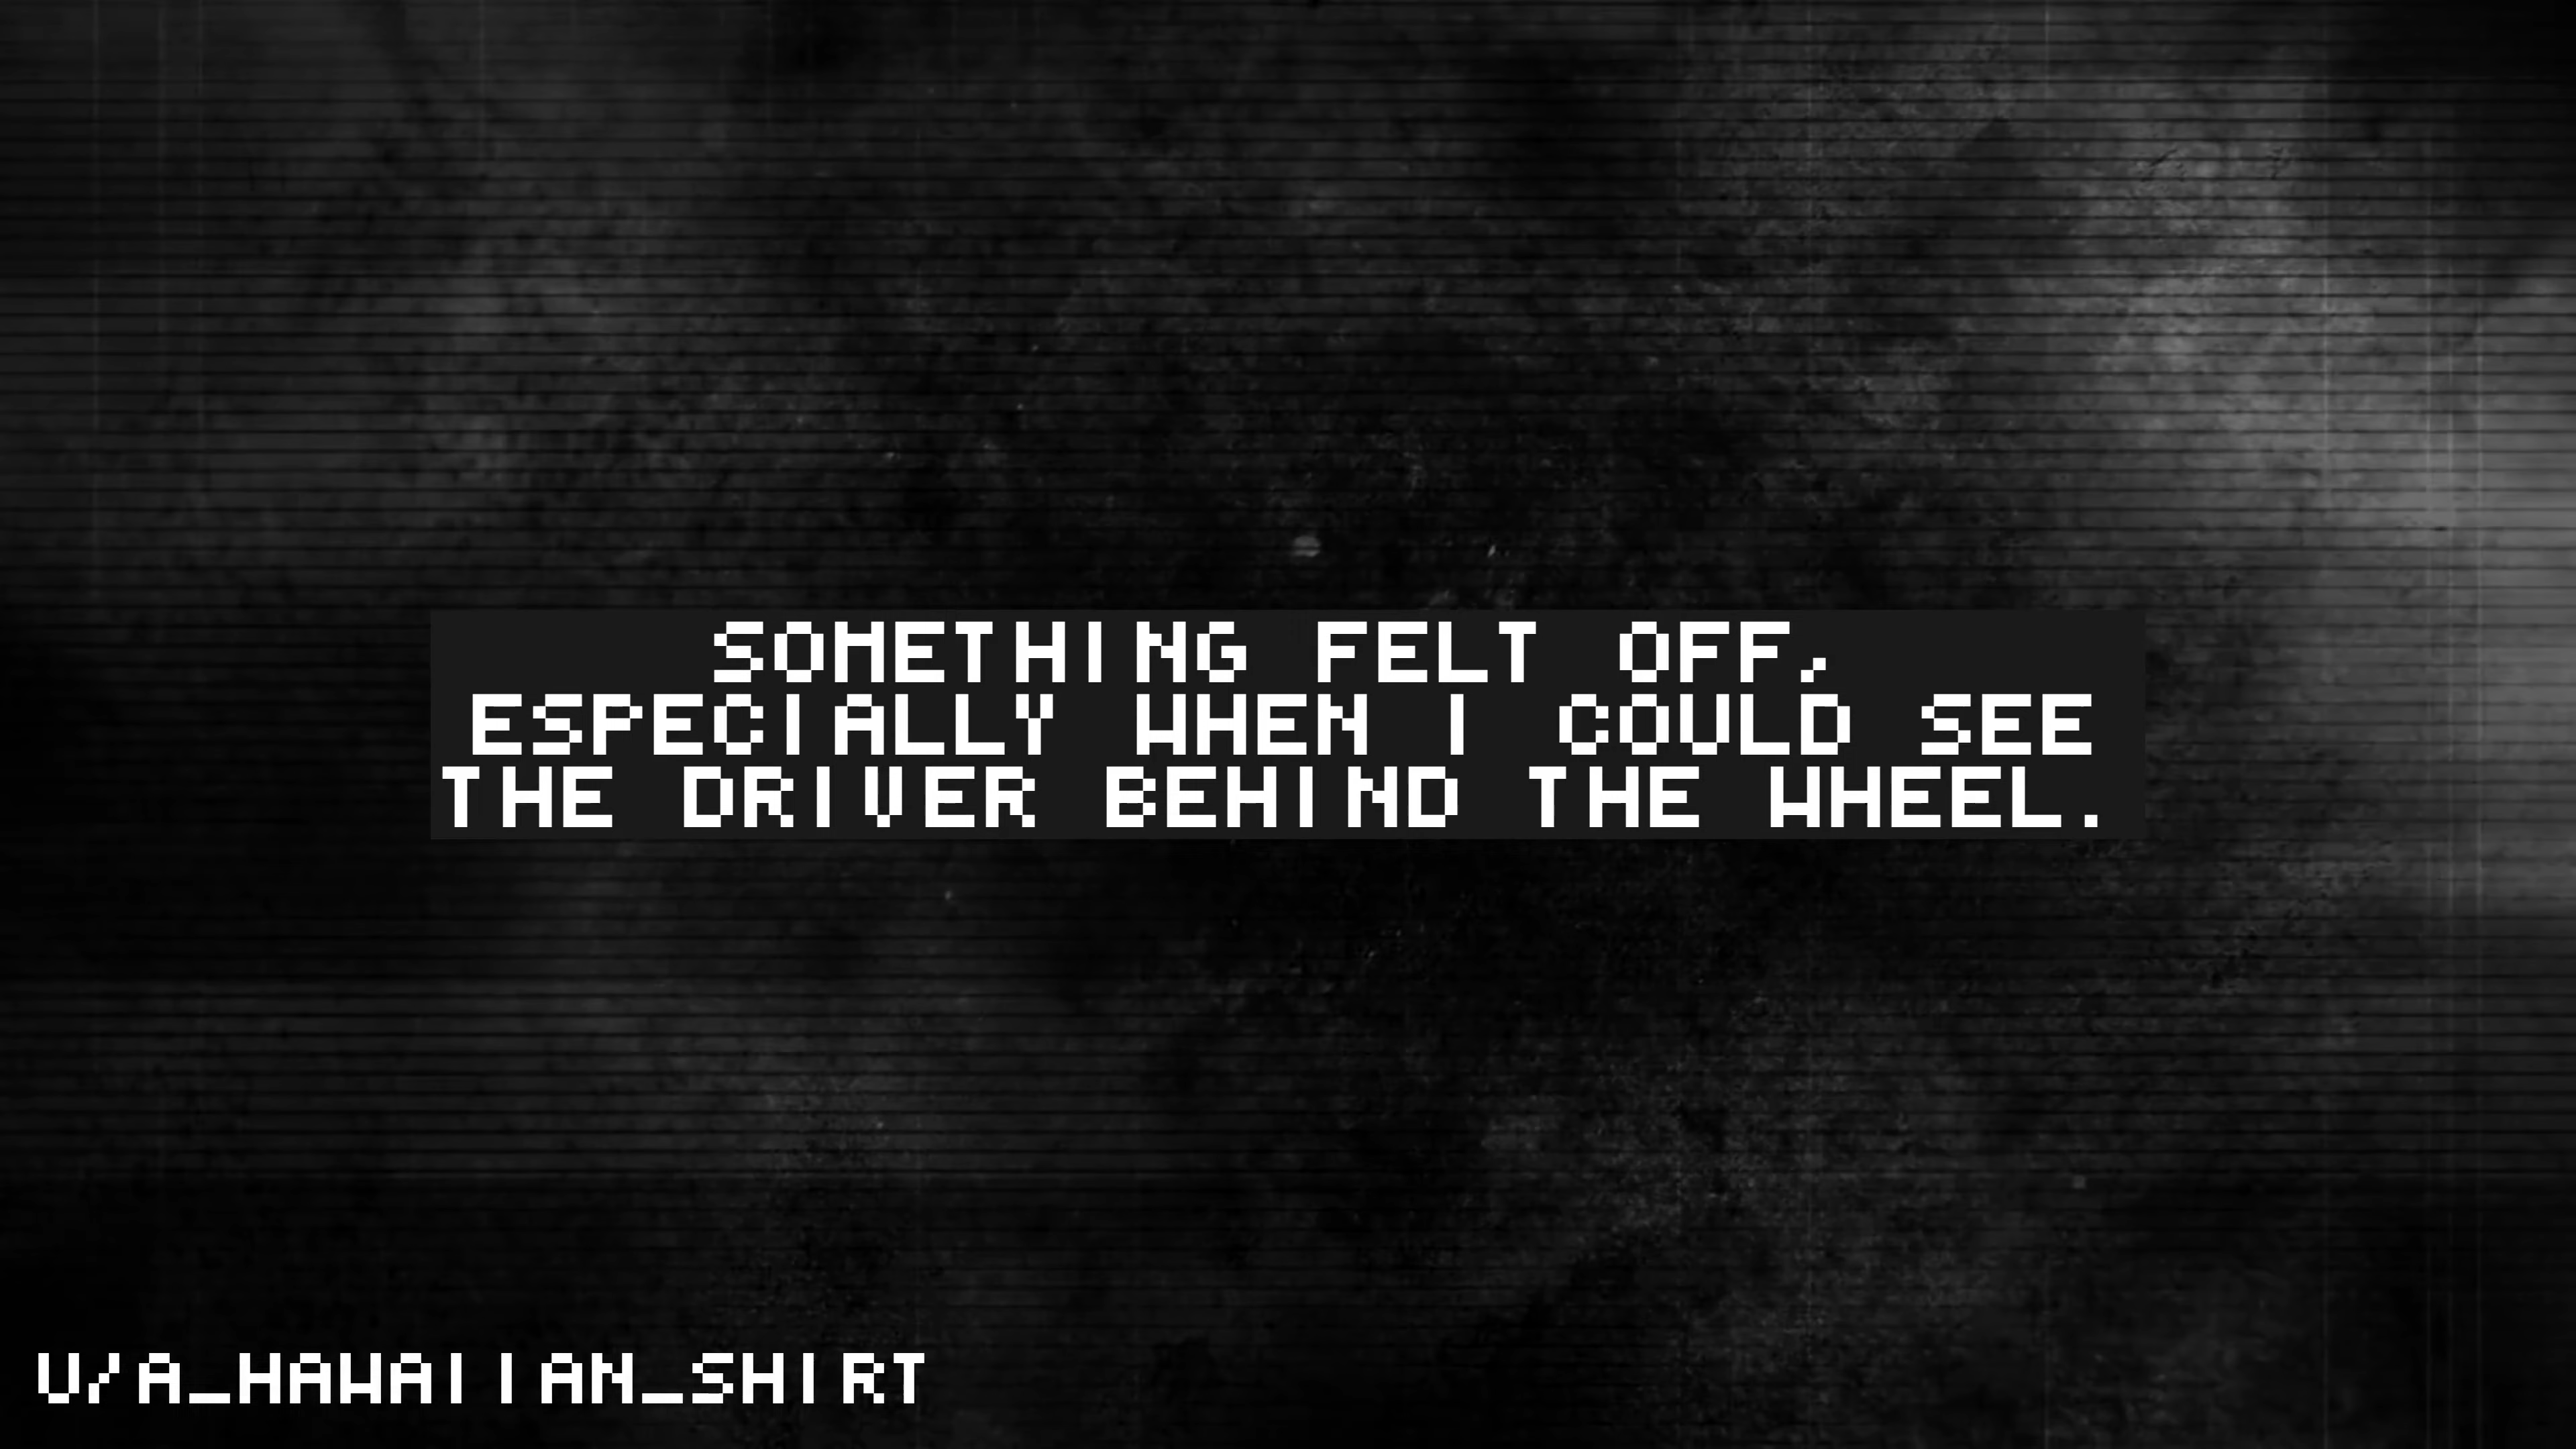 SOMETHING FELT OFF,
ESPECIALLY WHEN I COULD SEE
THE DRIVER BEHIND THE WHEEL.
U/A_HAWAIIAN_SHIRT